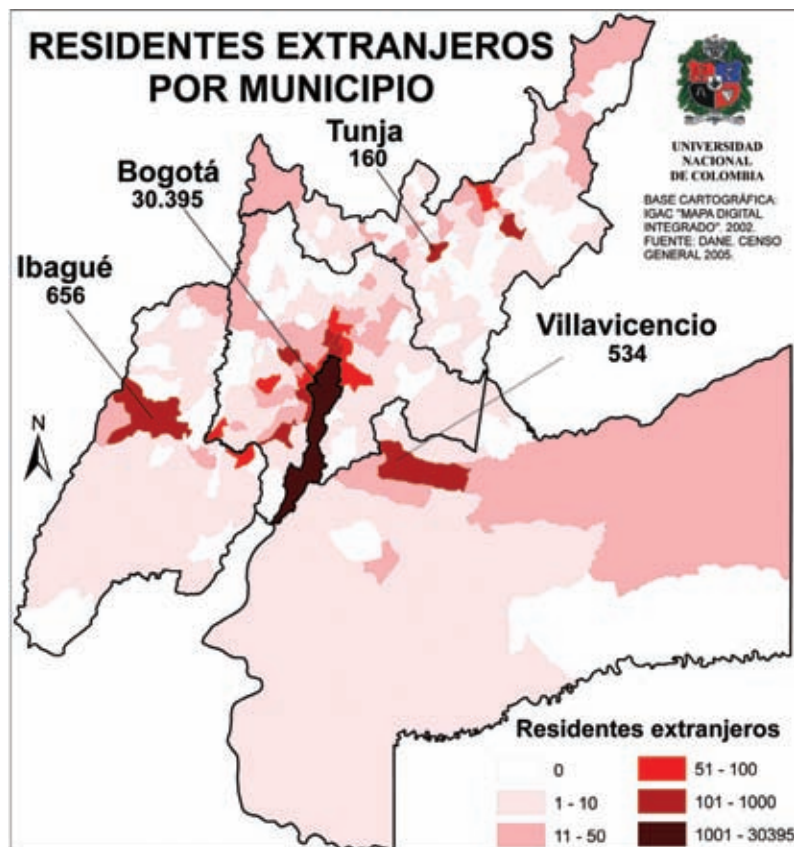 RESIDENTES EXTRANJEROS
POR MUNICIPIO
UNIVERSIDAD
NACIONAL
DE COLOMBIA
BASE CARTOGRÁFICA:
IGAC "MAPA DIGITAL
INTEGRADO". 2002.
FUENTE: DANE. CENSO
GENERAL 2005.
Tunja
160
Bogotá
30.395
Ibagué
656
Villavicencio
534
N
Residentes extranjeros
0
1 - 10
11 - 50
51 - 100
101 - 1000
1001 - 30395